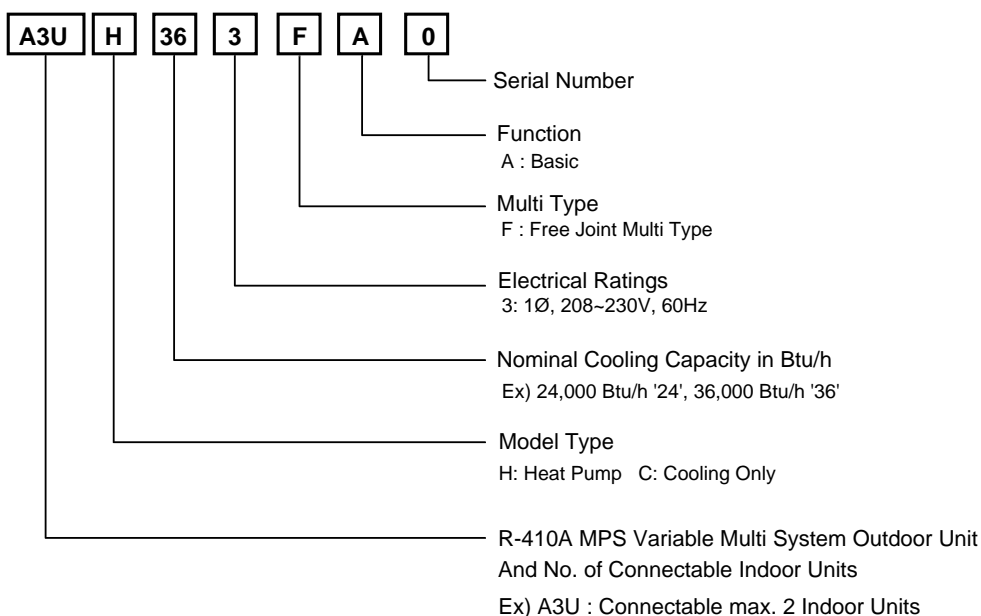 A3U H 36 3 F A 0
Serial Number
Function
A : Basic
Multi Type
F : Free Joint Multi Type
Electrical Ratings
3: 1Ø, 208~230V, 60Hz
Nominal Cooling Capacity in Btu/h
Ex) 24,000 Btu/h '24', 36,000 Btu/h '36'
Model Type
H: Heat Pump C: Cooling Only
R-410A MPS Variable Multi System Outdoor Unit
And No. of Connectable Indoor Units
Ex) A3U : Connectable max. 2 Indoor Units